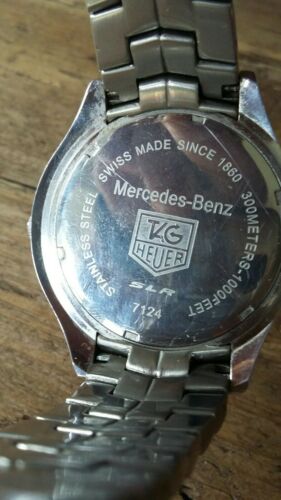 STAINLESS STEEL SWISS MADE SINCE 1860 300METERS-1000FEET
Mercedes-Benz
TAG
HEUER
SLR
7124